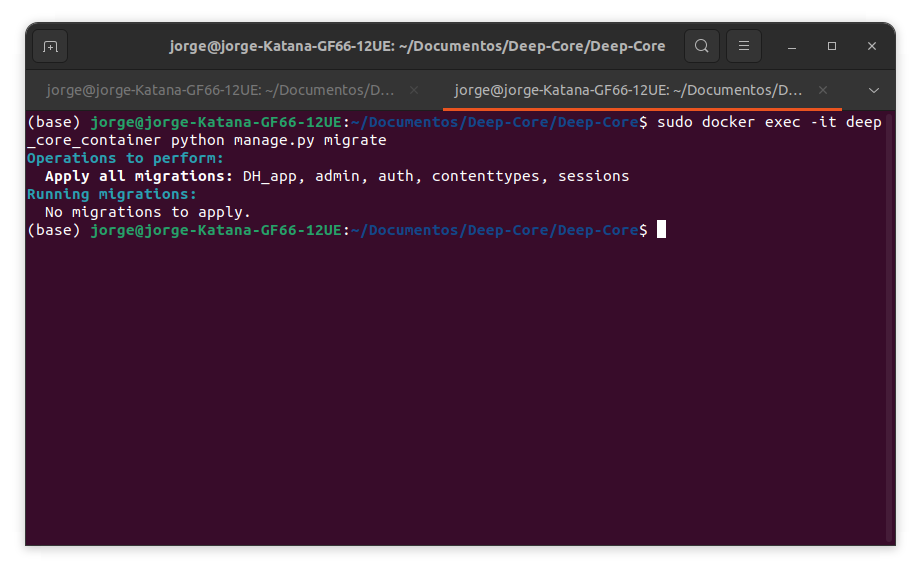 jorge@jorge-Katana-GF66-12UE: ~/Documentos/Deep-Core/Deep-Core
jorge@jorge-Katana-GF66-12UE: ~/Documentos/D...
jorge@jorge-Katana-GF66-12UE: ~/Documentos/D...
(base) jorge@jorge-Katana-GF66-12UE:~/Documentos/Deep-Core/Deep-Core$ sudo docker exec -it deep
_core_container python manage.py migrate
Operations to perform:
  Apply all migrations: DH_app, admin, auth, contenttypes, sessions
Running migrations:
  No migrations to apply.
(base) jorge@jorge-Katana-GF66-12UE:~/Documentos/Deep-Core/Deep-Core$